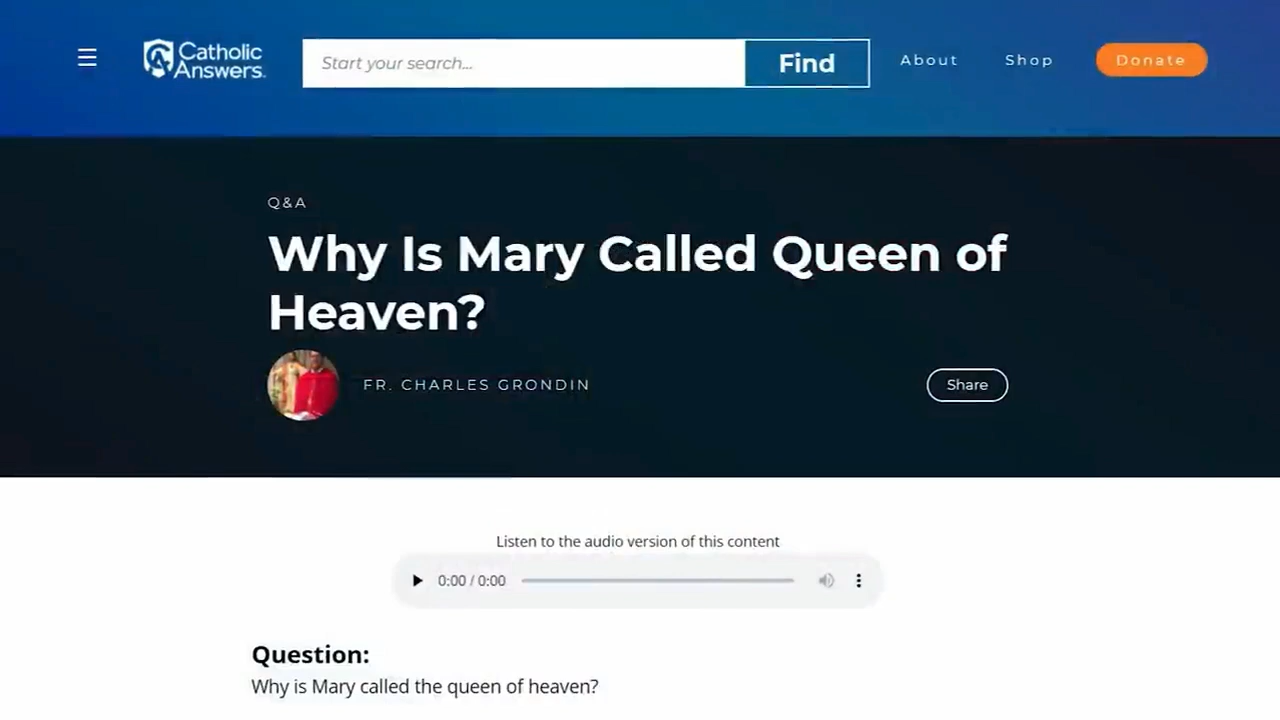 Catholic
Answers.
Start your search...
Find
About
Shop
Donate
Q&A
Why Is Mary Called Queen of
Heaven?
FR. CHARLES GRONDIN
Share
Listen to the audio version of this content
0:00 / 0:00
Question:
Why is Mary called the queen of heaven?